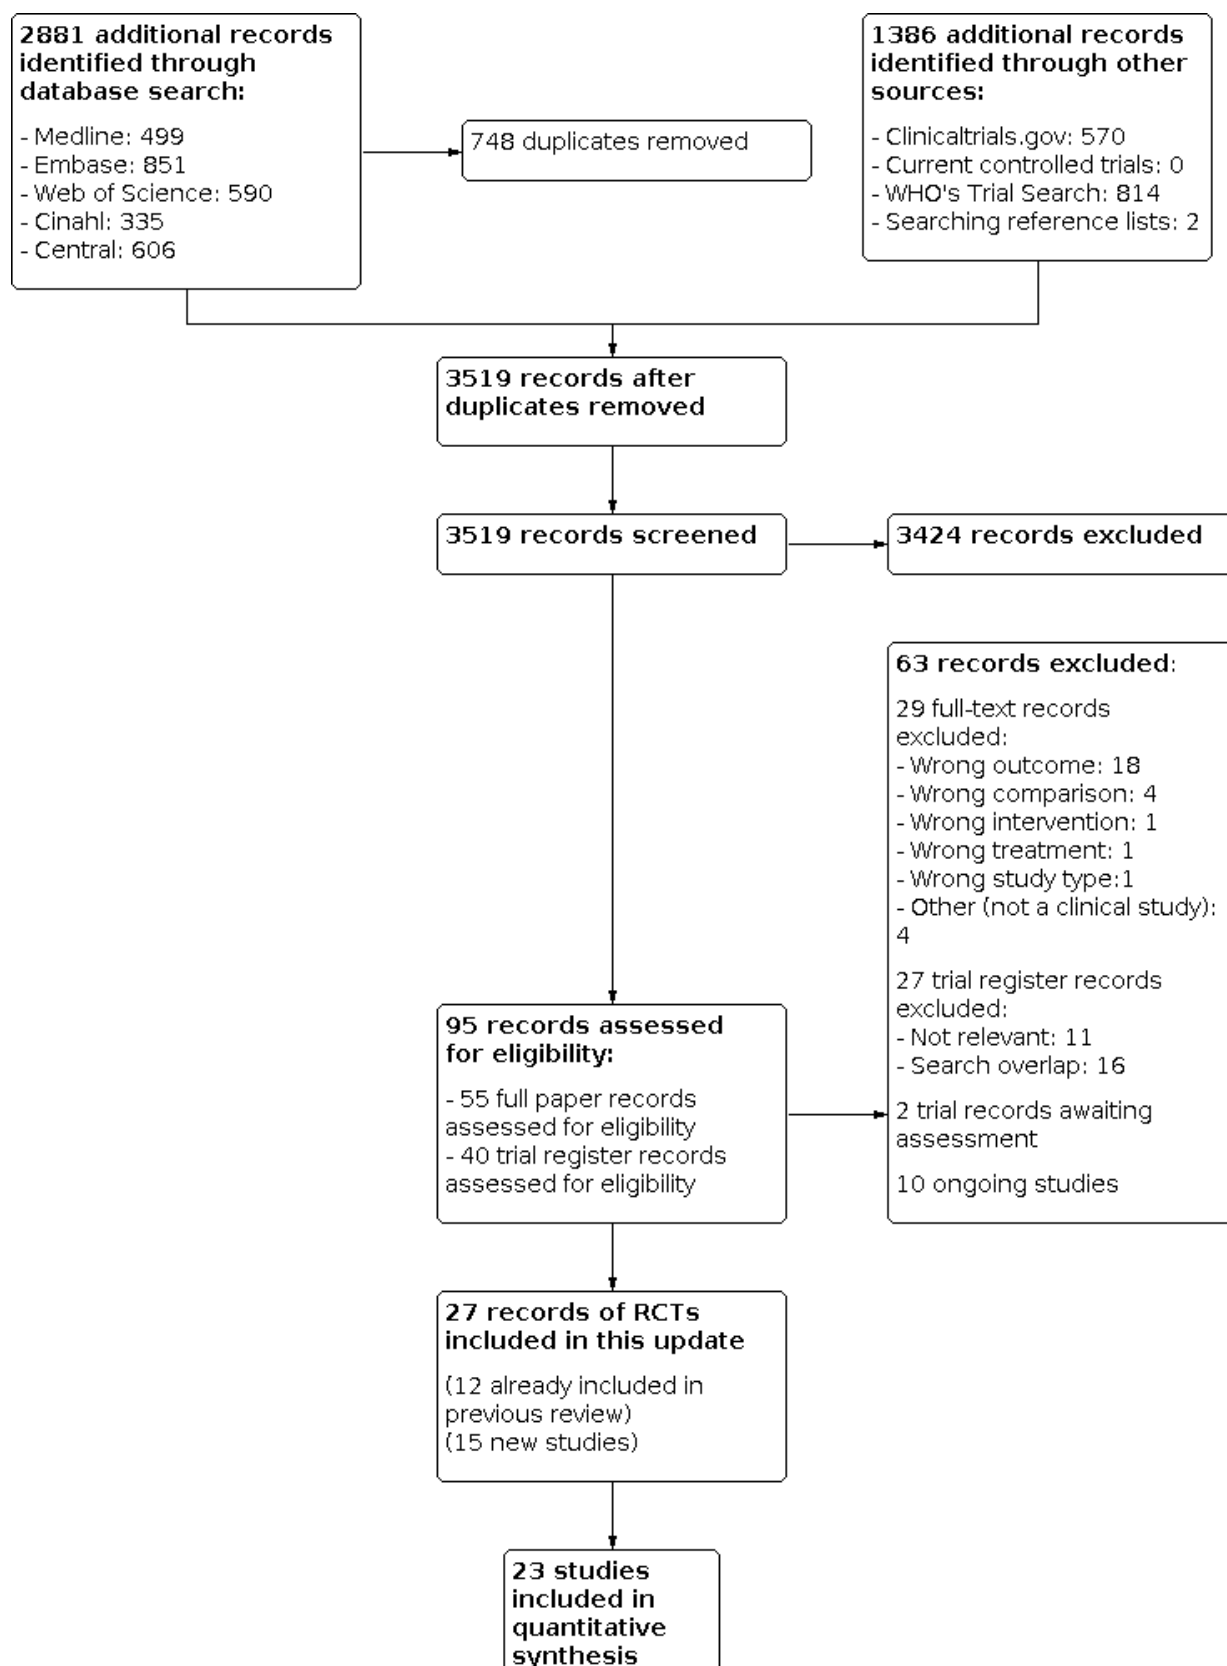 2881 additional records
identified through
database search:
- Medline: 499
- Embase: 851
- Web of Science: 590
- Cinahl: 335
- Central: 606
748 duplicates removed
1386 additional records
identified through other
sources:
- Clinicaltrials.gov: 570
- Current controlled trials: 0
- WHO's Trial Search: 814
- Searching reference lists: 2
3519 records after
duplicates removed
3519 records screened
3424 records excluded
95 records assessed
for eligibility:
- 55 full paper records
assessed for eligibility
- 40 trial register records
assessed for eligibility
63 records excluded:
29 full-text records
excluded:
- Wrong outcome: 18
- Wrong comparison: 4
- Wrong intervention: 1
- Wrong treatment: 1
- Wrong study type:1
- Other (not a clinical study):
4
27 trial register records
excluded:
- Not relevant: 11
- Search overlap: 16
2 trial records awaiting
assessment
10 ongoing studies
27 records of RCTs
included in this update
(12 already included in
previous review)
(15 new studies)
23 studies
included in
quantitative
synthesis